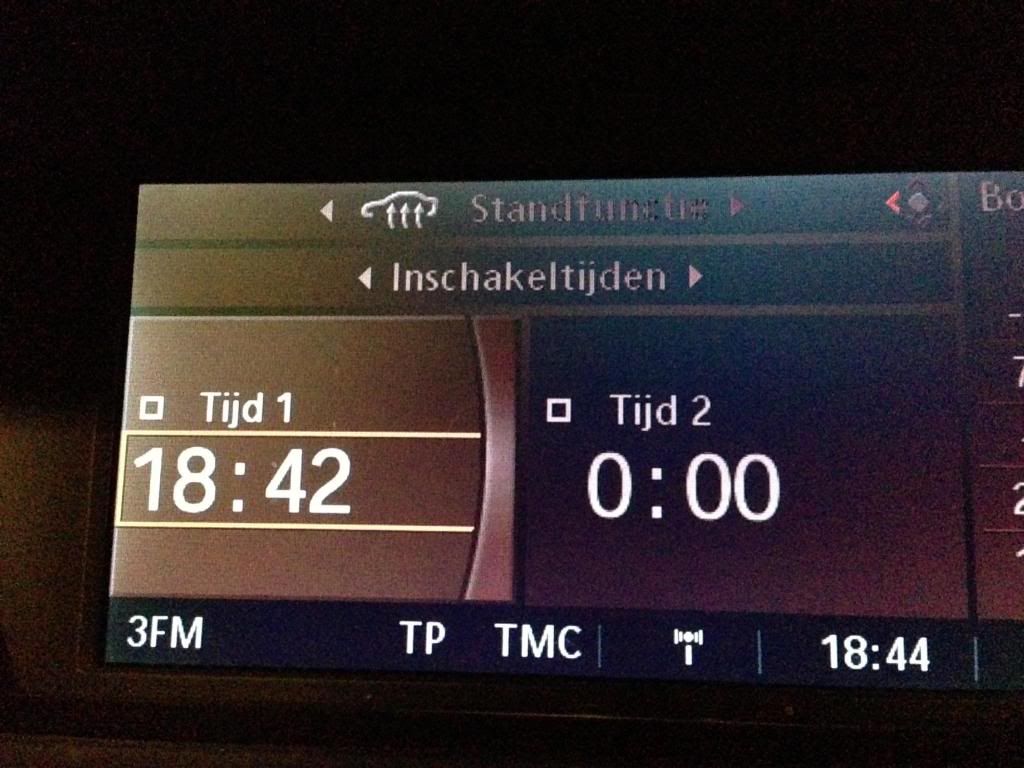 Standfunctie
Inschakeltijden
Tijd 1
Tijd 2
18:42
0:00
3FM TP TMC 18:44